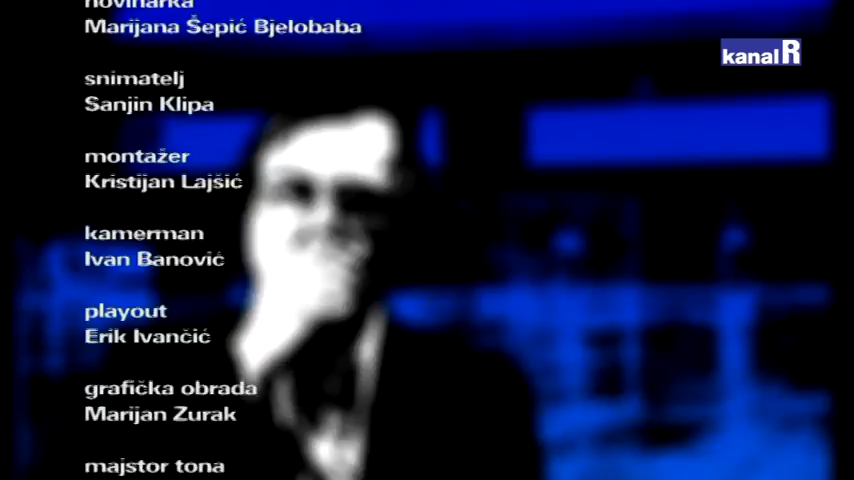 novinarka
Marijana Šepić Bjelobaba
kanal R
snimatelj
Sanjin Klipa
montažer
Kristijan Lajšić
kamerman
Ivan Banović
playout
Erik Ivančić
grafička obrada
Marijan Zurak
majstor tona